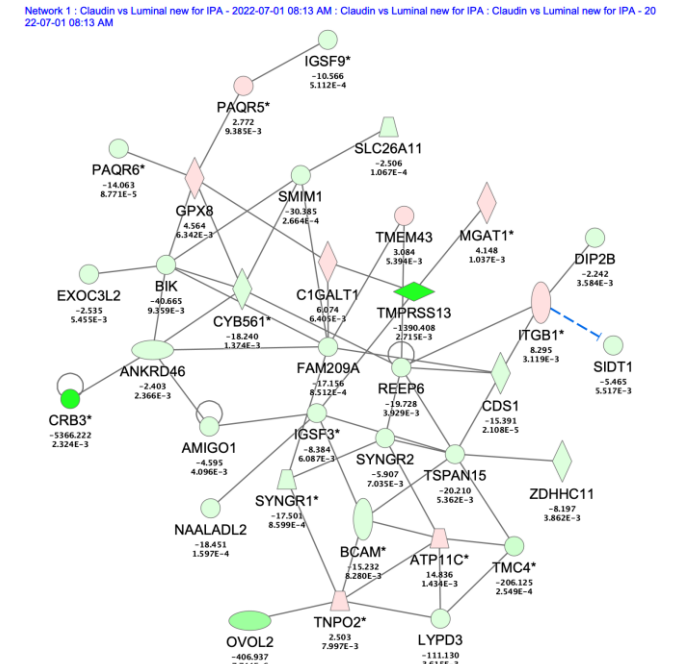 Network 1 : Claudin vs Luminal new for IPA - 2022-07-01 08:13 AM : Claudin vs Luminal new for IPA : Claudin vs Luminal new for IPA - 20
22-07-01 08:13 AM
IGSF9*
-10.566
5.112E-4
PAQR5*
2.772
9.385E-3
SLC26A11
-2.506
1.067E-4
PAQR6*
-14.063
8.771E-5
GPX8
4.564
6.342E-3
SMIM1
-30.385
2.664E-4
TMEM43
3.084
5.394E-3
MGAT1*
4.148
1.037E-3
DIP2B
-2.242
3.584E-3
EXOC3L2
-2.535
5.455E-3
BIK
-40.665
9.359E-3
CYB561*
-18.240
1.374E-3
C1GALT1
6.074
6.405E-3
TMPRSS13
-1390.408
2.715E-3
ITGB1*
8.295
3.119E-3
SIDT1
-5.465
5.517E-3
ANKRD46
-2.403
2.366E-3
FAM209A
-17.156
8.512E-4
REEP6
-19.728
3.929E-3
CDS1
-15.391
2.108E-5
CRB3*
-5366.222
2.324E-3
AMIGO1
-4.595
4.096E-3
IGSF3*
-8.384
6.087E-3
SYNGR2
-5.907
7.035E-3
TSPAN15
-20.210
5.362E-3
ZDHHC11
-8.197
3.862E-3
NAALADL2
-18.451
1.597E-4
SYNGR1*
-17.501
8.599E-4
BCAM*
-15.232
8.280E-3
ATP11C*
14.836
1.434E-3
TMC4*
-206.125
2.549E-4
OVOL2
-406.937
TNPO2*
2.503
7.997E-3
LYPD3
-111.130